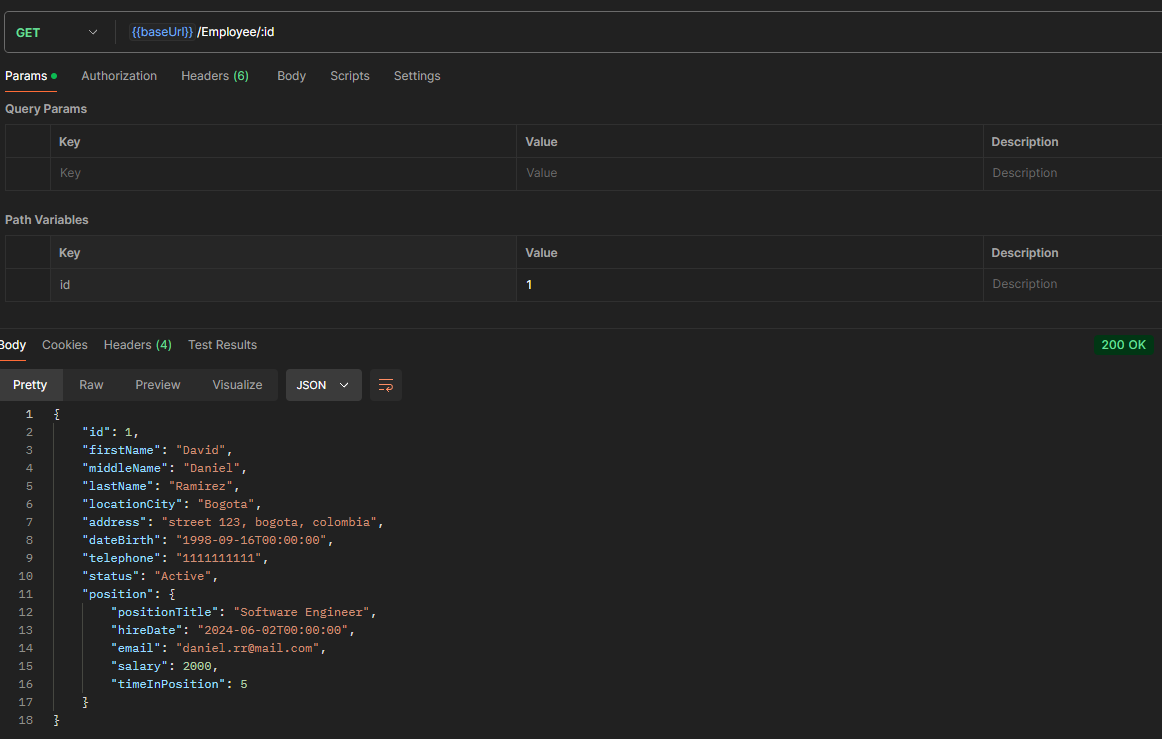 GET {{baseUrl}} /Employee/:id
Params Authorization Headers (6) Body Scripts Settings
Query Params
Key Value Description
Key Value Description
Path Variables
Key Value Description
id 1 Description
Body Cookies Headers (4) Test Results 200 OK
Pretty Raw Preview Visualize JSON
1 {
2 "id": 1,
3 "firstName": "David",
4 "middleName": "Daniel",
5 "lastName": "Ramirez",
6 "locationCity": "Bogota",
7 "address": "street 123, bogota, colombia",
8 "dateBirth": "1998-09-16T00:00:00",
9 "telephone": "1111111111",
10 "status": "Active",
11 "position": {
12 "positionTitle": "Software Engineer",
13 "hireDate": "2024-06-02T00:00:00",
14 "email": "daniel.rr@mail.com",
15 "salary": 2000,
16 "timeInPosition": 5
17 }
18 }